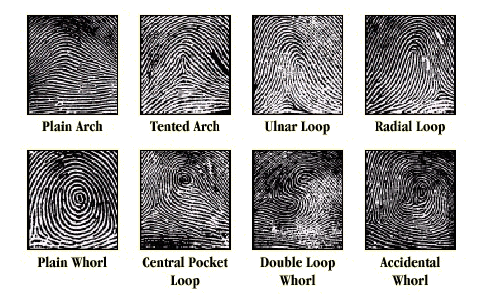 Plain Arch
Tented Arch
Ulnar Loop
Radial Loop
Plain Whorl
Central Pocket
Loop
Double Loop
Whorl
Accidental
Whorl